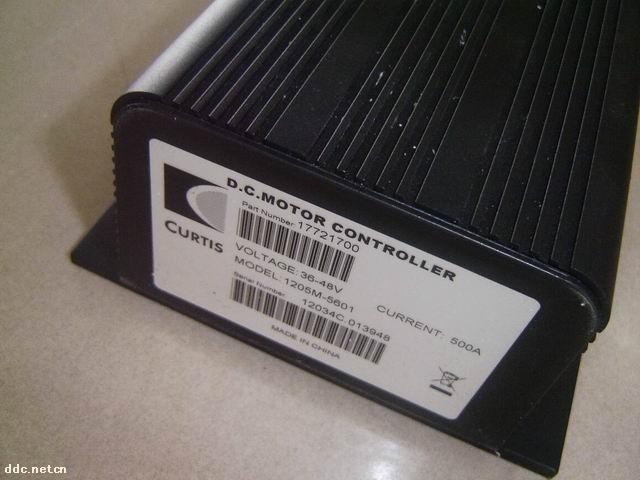 D.C.MOTOR CONTROLLER
Part Number: 17721700
CURTIS
VOLTAGE: 36-48V
MODEL: 1205M-5601
CURRENT: 500A
Serial Number: 12034C.013948
MADE IN CHINA
ddc.net.cn